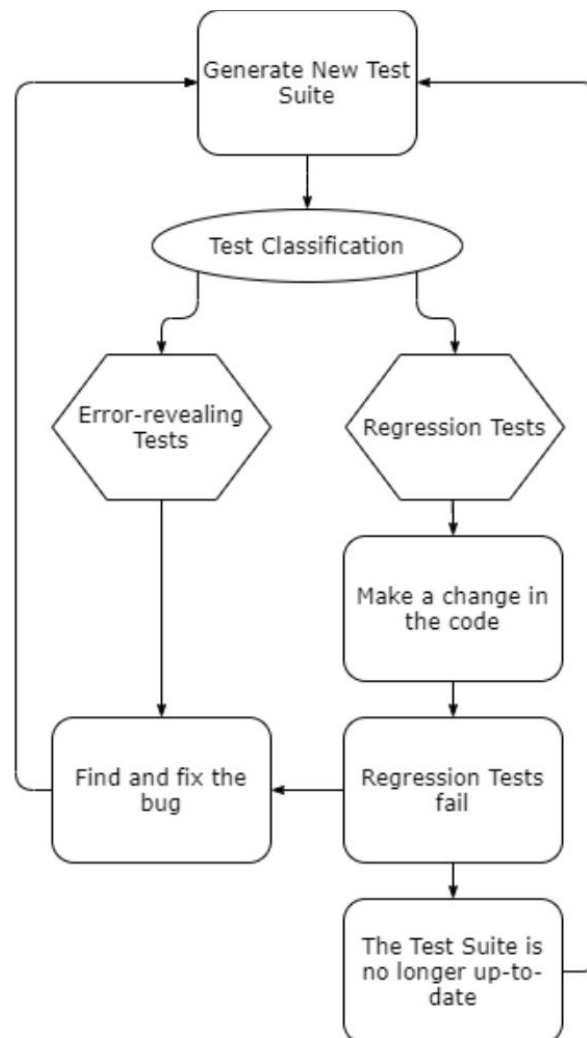 Generate New Test
Suite
Test Classification
Error-revealing
Tests
Regression Tests
Make a change in
the code
Find and fix the
bug
Regression Tests
fail
The Test Suite is
no longer up-to-
date